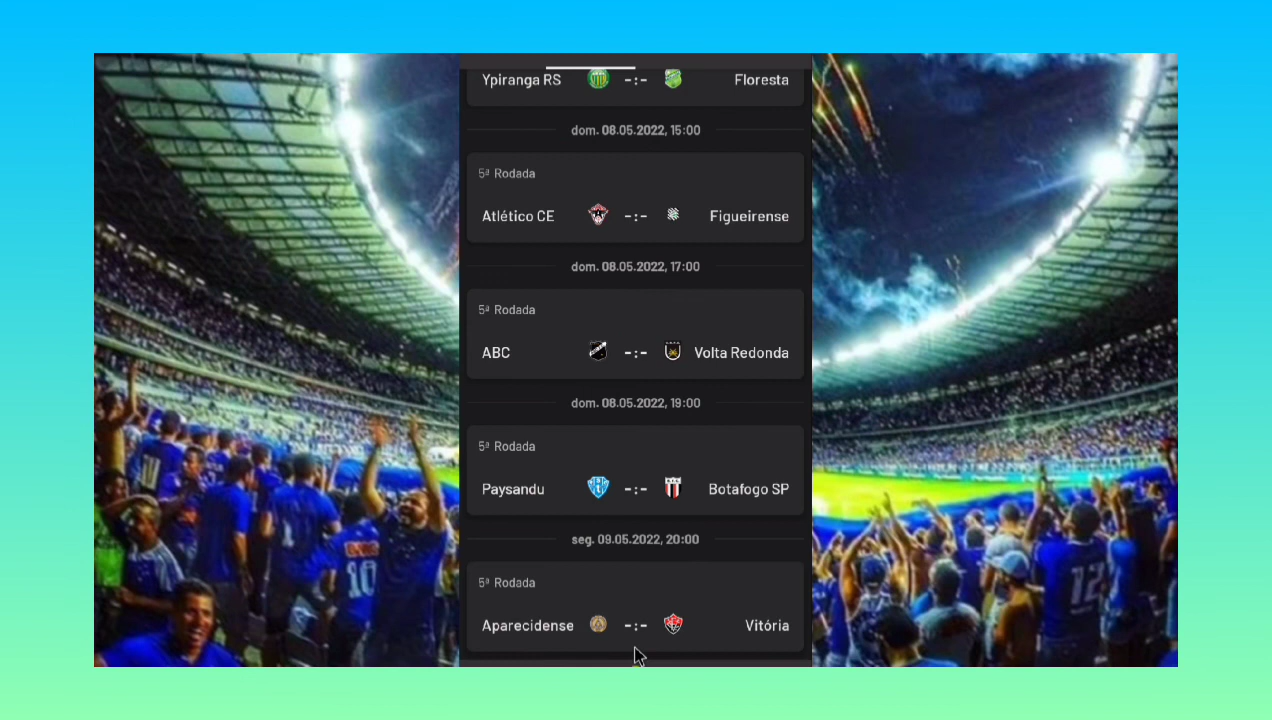 Ypiranga RS -:- Floresta
dom. 08.05.2022, 15:00
5ª Rodada
Atlético CE -:- Figueirense
dom. 08.05.2022, 17:00
5ª Rodada
ABC -:- Volta Redonda
dom. 08.05.2022, 19:00
5ª Rodada
Paysandu -:- Botafogo SP
seg. 09.05.2022, 20:00
5ª Rodada
Aparecidense -:- Vitória
10
12